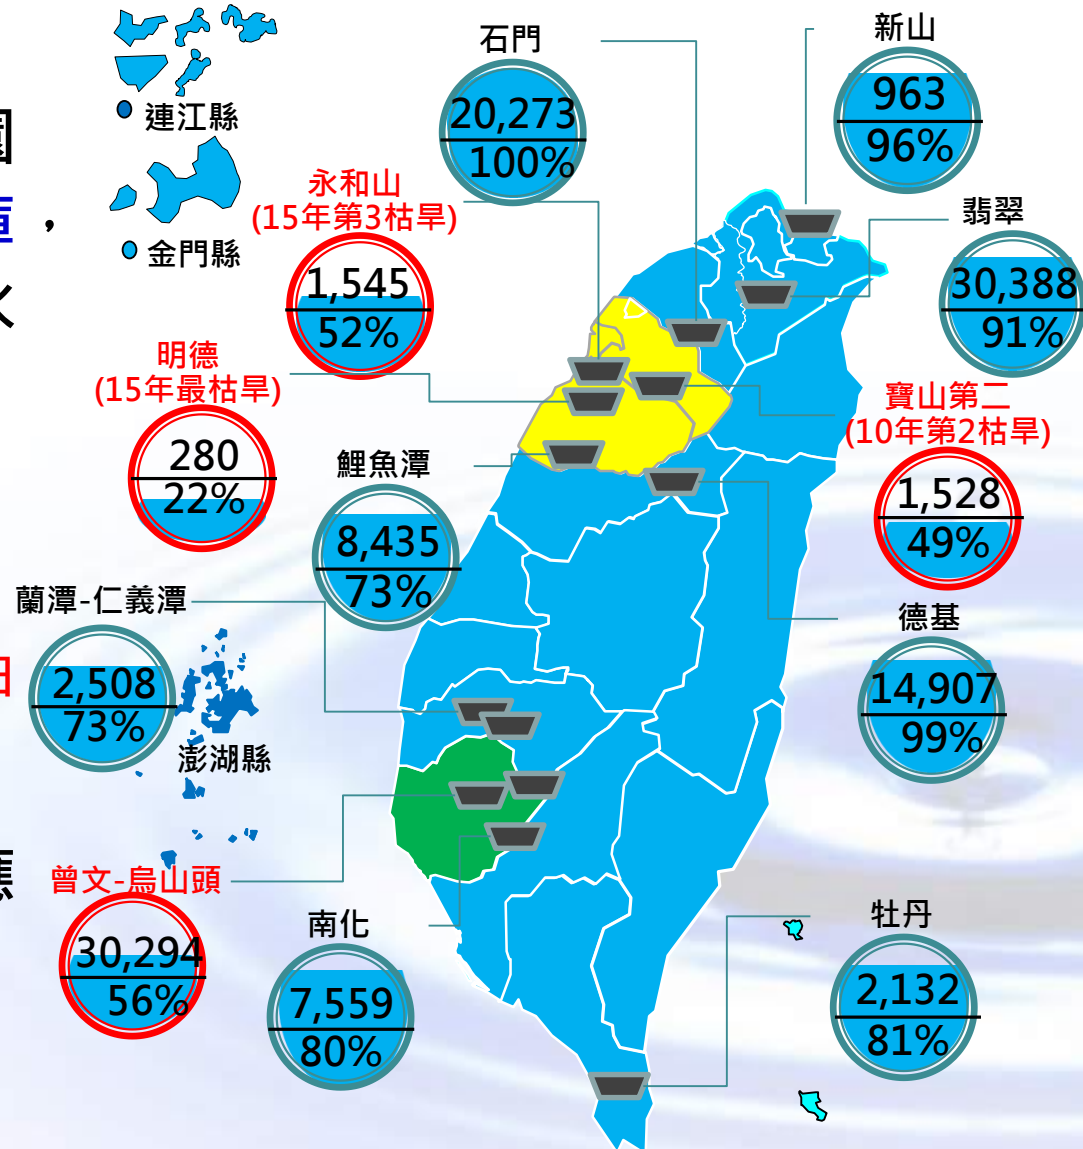 石門
20,273
100%
新山
963
96%
連江縣
金門縣
永和山
(15年第3枯旱)
1,545
52%
翡翠
30,388
91%
明德
(15年最枯旱)
280
22%
寶山第二
(10年第2枯旱)
1,528
49%
鯉魚潭
8,435
73%
蘭潭-仁義潭
2,508
73%
澎湖縣
德基
14,907
99%
曾文-烏山頭
30,294
56%
南化
7,559
80%
牡丹
2,132
81%